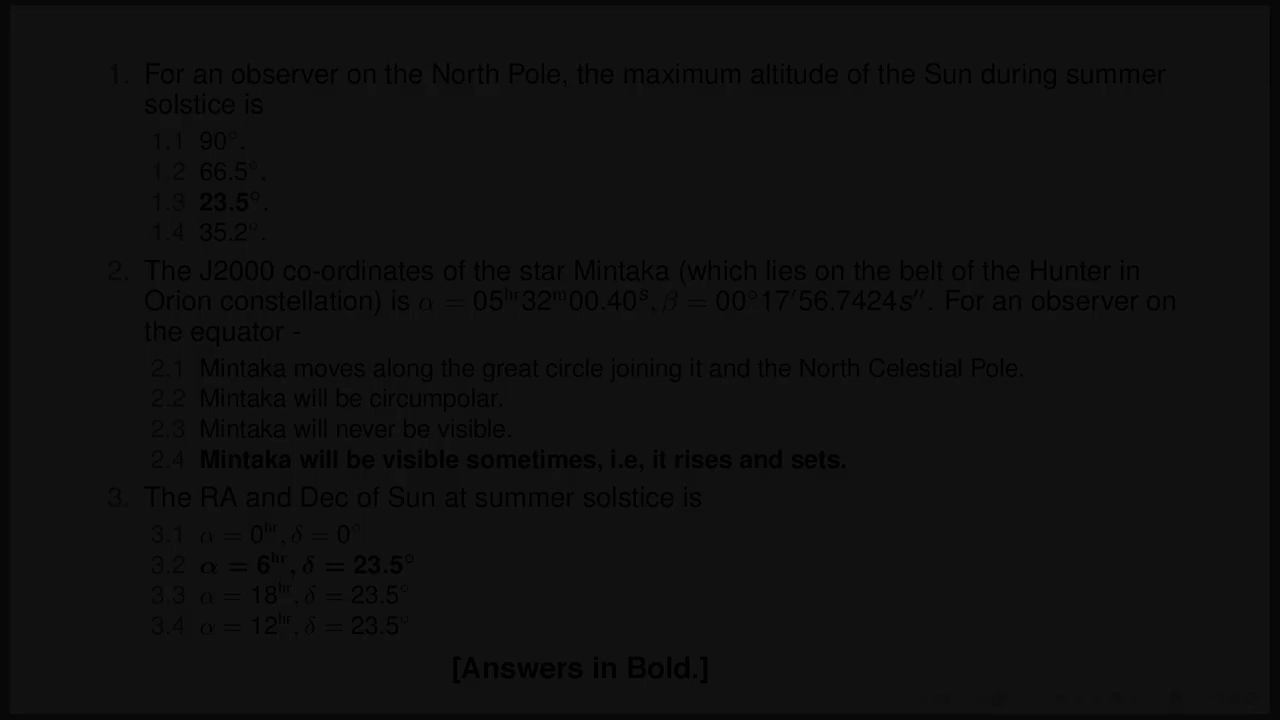 1. For an observer on the North Pole, the maximum altitude of the Sun during summer
solstice is
1.1 90°.
1.2 66.5°.
1.3 23.5°.
1.4 35.2°.
2. The J2000 co-ordinates of the star Mintaka (which lies on the belt of the Hunter in
Orion constellation) is α = 05ʰʳ32ᵐ00.40ˢ, β = 00°17′56.7424s″. For an observer on
the equator -
2.1 Mintaka moves along the great circle joining it and the North Celestial Pole.
2.2 Mintaka will be circumpolar.
2.3 Mintaka will never be visible.
2.4 Mintaka will be visible sometimes, i.e, it rises and sets.
3. The RA and Dec of Sun at summer solstice is
3.1 α = 0ʰʳ, δ = 0°
3.2 α = 6ʰʳ, δ = 23.5°
3.3 α = 18ʰʳ, δ = 23.5°
3.4 α = 12ʰʳ, δ = 23.5°
[Answers in Bold.]